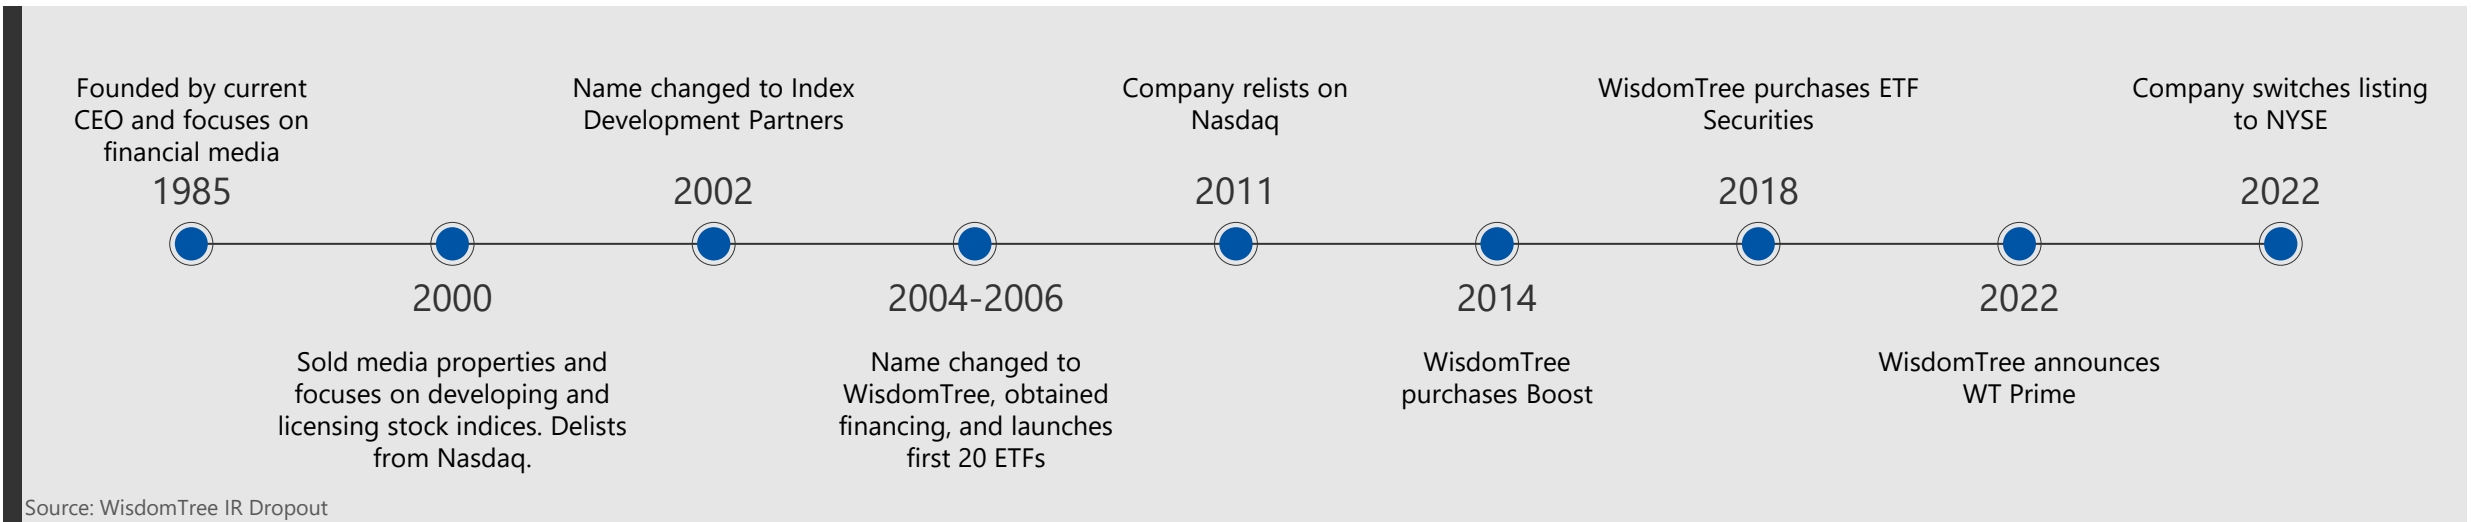 Founded by current
CEO and focuses on
financial media
1985
2000
Sold media properties and
focuses on developing and
licensing stock indices. Delists
from Nasdaq.
Name changed to Index
Development Partners
2002
2004-2006
Name changed to
WisdomTree, obtained
financing, and launches
first 20 ETFs
Company relists on
Nasdaq
2011
2014
WisdomTree
purchases Boost
WisdomTree purchases ETF
Securities
2018
2022
WisdomTree announces
WT Prime
Company switches listing
to NYSE
2022
Source: WisdomTree IR Dropout